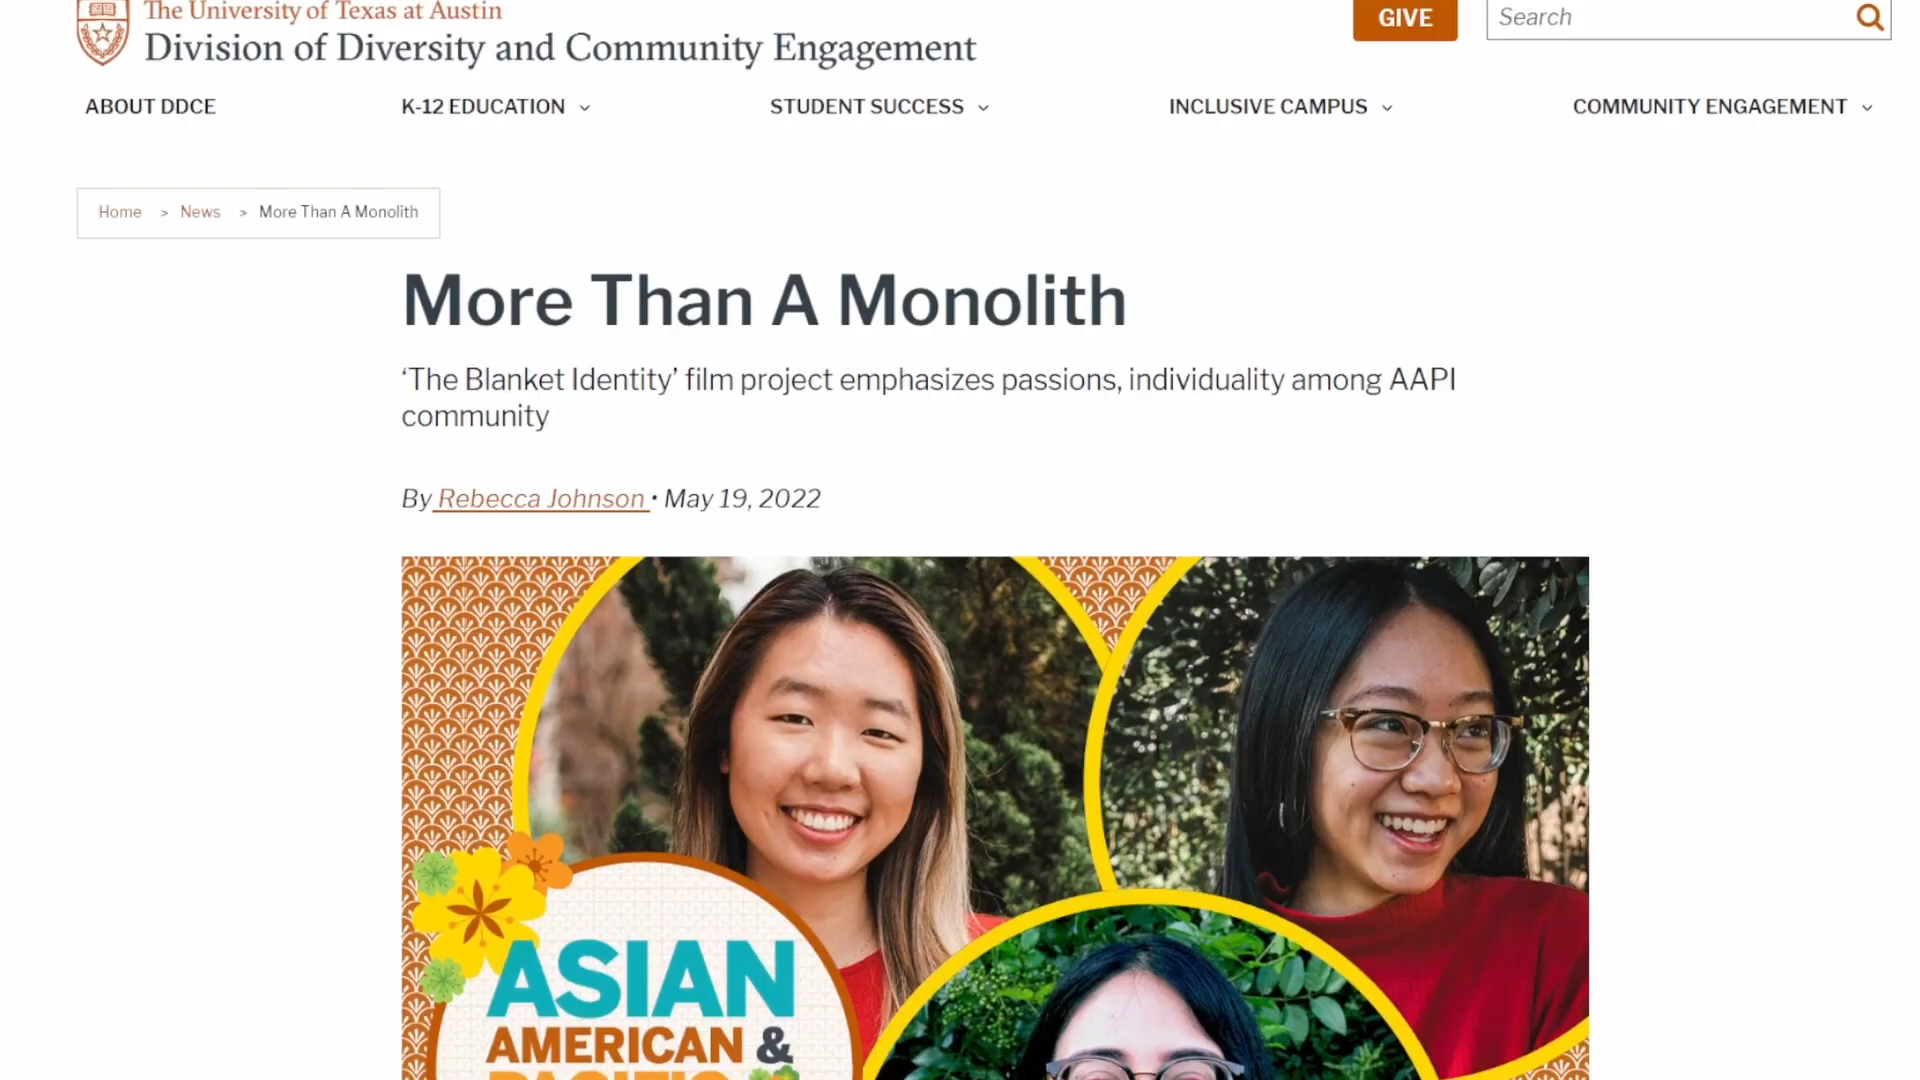 The University of Texas at Austin
Division of Diversity and Community Engagement
GIVE
Search
ABOUT DDCE
K-12 EDUCATION
STUDENT SUCCESS
INCLUSIVE CAMPUS
COMMUNITY ENGAGEMENT
Home > News > More Than A Monolith
More Than A Monolith
‘The Blanket Identity’ film project emphasizes passions, individuality among AAPI
community
By Rebecca Johnson • May 19, 2022
ASIAN
AMERICAN &
PACIFIC